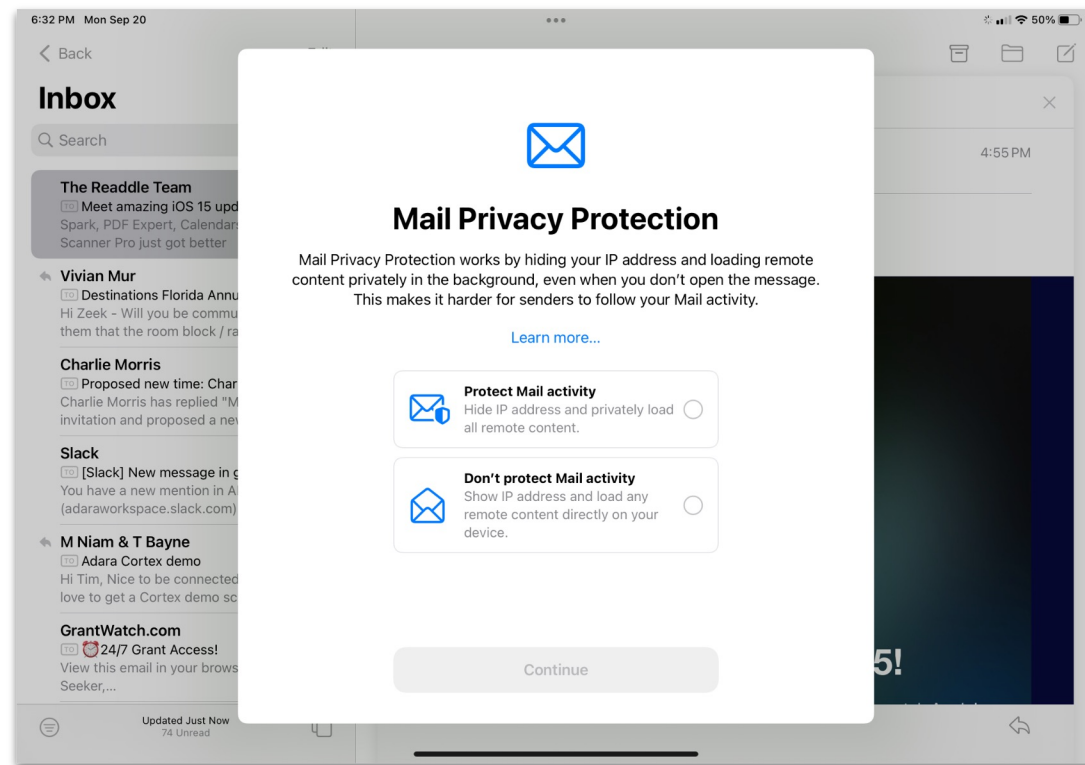 6:32 PM Mon Sep 20
50%
Back
Inbox
Search
The Readdle Team
TO Meet amazing iOS 15 upd
Spark, PDF Expert, Calendar
Scanner Pro just got better
Vivian Mur
TO Destinations Florida Annu
Hi Zeek - Will you be commu
them that the room block / ra
Charlie Morris
TO Proposed new time: Char
Charlie Morris has replied "M
invitation and proposed a new
Slack
TO [Slack] New message in g
You have a new mention in A
(adaraworkspace.slack.com)
M Niam & T Bayne
TO Adara Cortex demo
Hi Tim, Nice to be connected
love to get a Cortex demo sc
GrantWatch.com
TO ⏰24/7 Grant Access!
View this email in your brows
Seeker,...
Updated Just Now
74 Unread
Mail Privacy Protection
Mail Privacy Protection works by hiding your IP address and loading remote
content privately in the background, even when you don't open the message.
This makes it harder for senders to follow your Mail activity.
Learn more...
Protect Mail activity
Hide IP address and privately load
all remote content.
Don't protect Mail activity
Show IP address and load any
remote content directly on your
device.
Continue
4:55 PM
5!